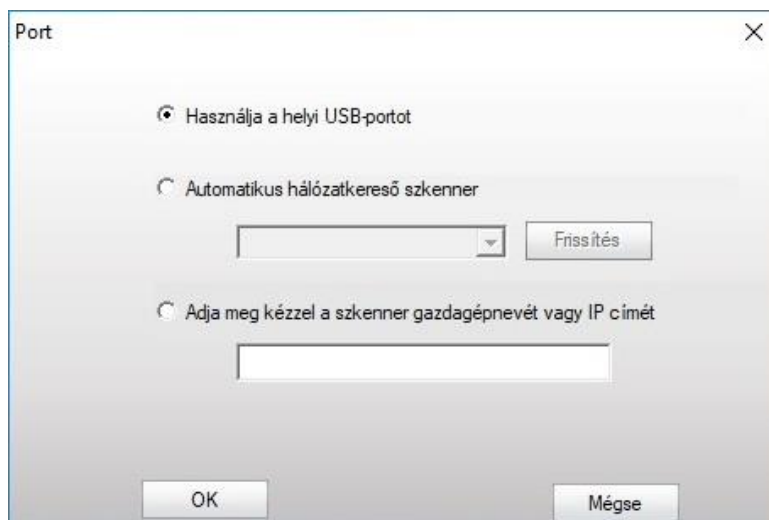 Port
Használja a helyi USB-portot
Automatikus hálózatkereső szkenner
Frissítés
Adja meg kézzel a szkenner gazdagépnevét vagy IP címét
OK
Mégse